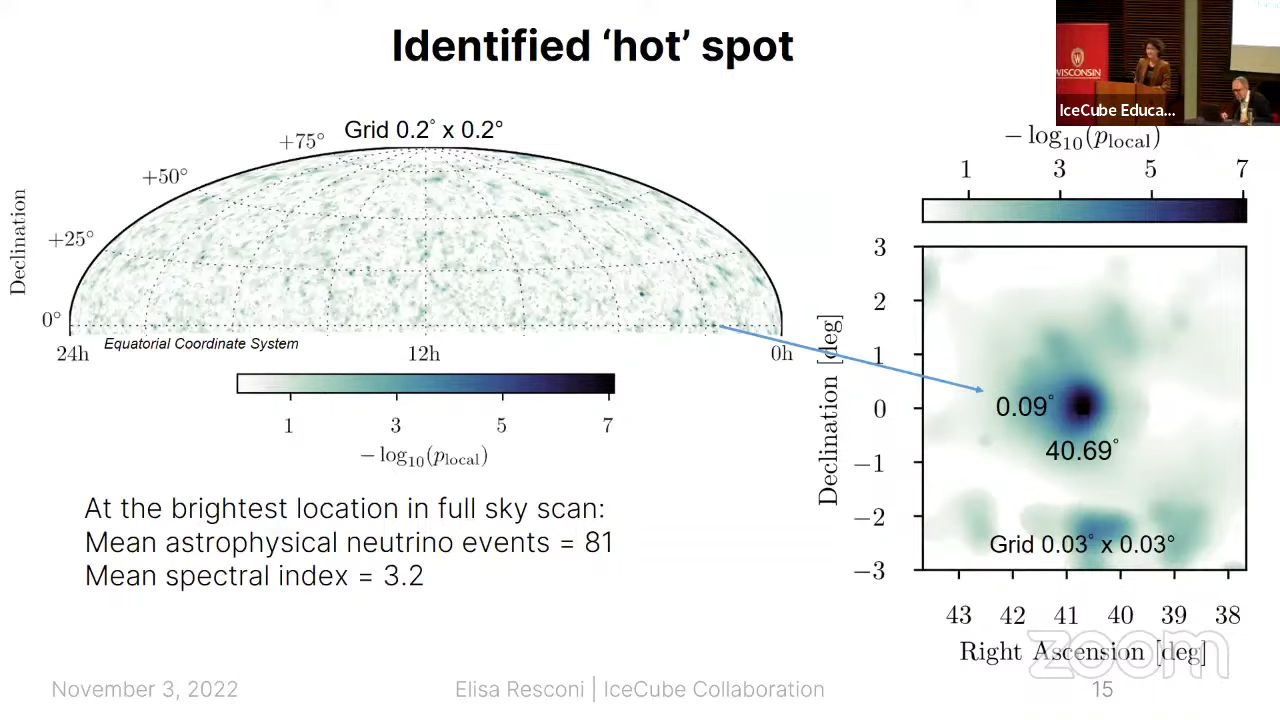 Identified ‘hot’ spot
WISCONSIN
IceCube Educa...
Grid 0.2° x 0.2°
+75°
+50°
+25°
0°
Declination
24h
12h
0h
Equatorial Coordinate System
1
3
5
7
− log10(plocal)
At the brightest location in full sky scan:
Mean astrophysical neutrino events = 81
Mean spectral index = 3.2
− log10(plocal)
1
3
5
7
Declination [deg]
3
2
1
0
−1
−2
−3
0.09°
40.69°
Grid 0.03° x 0.03°
43
42
41
40
39
38
Right Ascension [deg]
zoom
November 3, 2022
Elisa Resconi | IceCube Collaboration
15